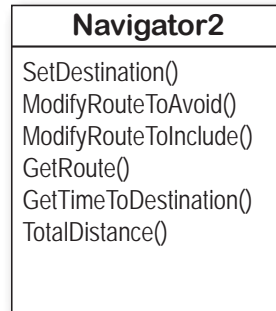 Navigator2
SetDestination()
ModifyRouteToAvoid()
ModifyRouteToInclude()
GetRoute()
GetTimeToDestination()
TotalDistance()